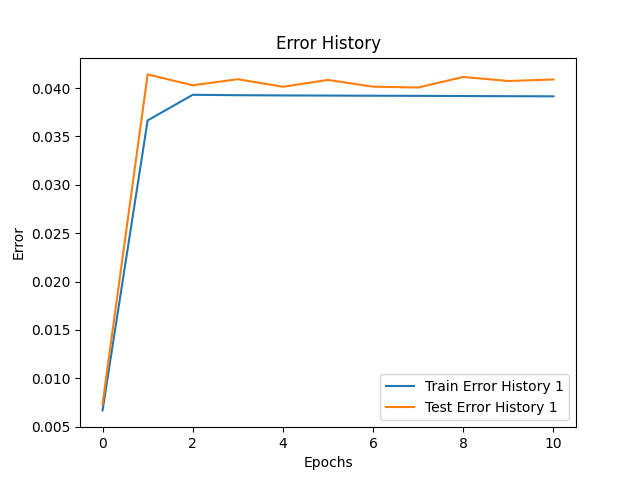 Error History
0.040
0.035
0.030
0.025
0.020
0.015
0.010
0.005
Error
0 2 4 6 8 10
Epochs
Train Error History 1
Test Error History 1